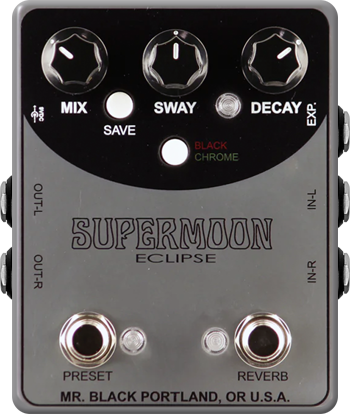 MIX
SWAY
DECAY
SAVE
9VDC
EXP.
BLACK
CHROME
OUT-L
IN-L
OUT-R
IN-R
SUPERMOON
ECLIPSE
PRESET
REVERB
MR. BLACK PORTLAND, OR U.S.A.